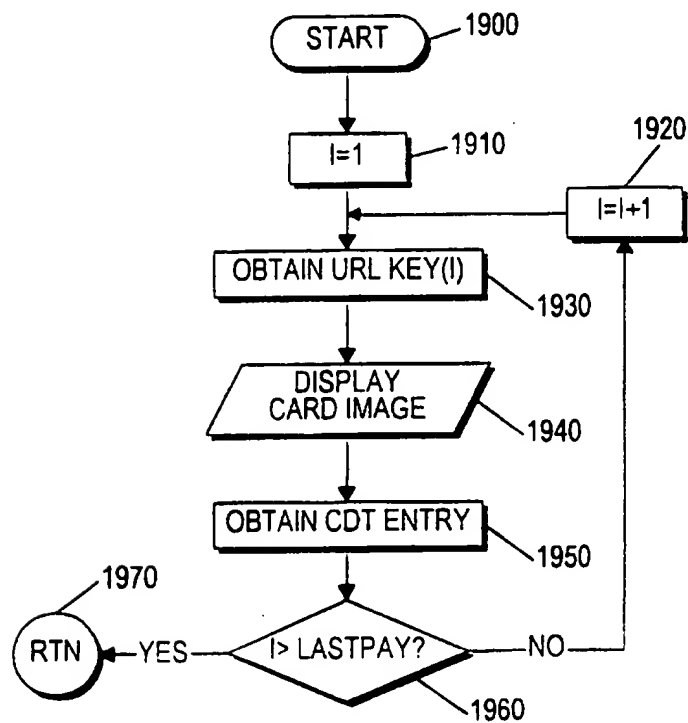 START
1900
I=1
1910
1920
I=I+1
OBTAIN URL KEY(I)
1930
DISPLAY
CARD IMAGE
1940
OBTAIN CDT ENTRY
1950
1970
RTN
YES
I> LASTPAY?
NO
1960